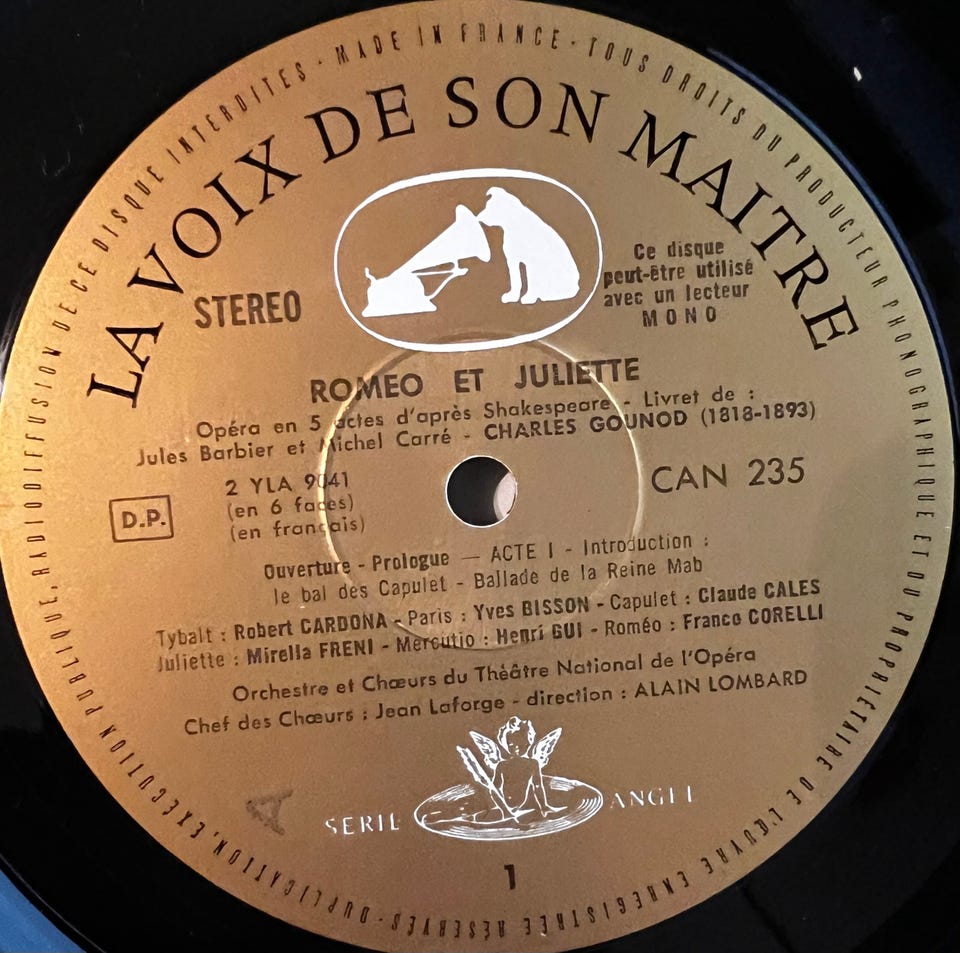 MADE IN FRANCE · TOUS DROITS DU PRODUCTEUR PHONOGRAPHIQUE ET DU PROPRIETAIRE DE L'ŒUVRE ENREGISTRÉE RÉSERVÉS · DUPLICATION, EXÉCUTION PUBLIQUE, RADIODIFFUSION DE CE DISQUE INTERDITES ·
LA VOIX DE SON MAITRE
STEREO
Ce disque
peut-être utilisé
avec un lecteur
MONO
ROMEO ET JULIETTE
Opéra en 5 actes d'après Shakespeare - Livret de :
Jules Barbier et Michel Carré - CHARLES GOUNOD (1818-1893)
2 YLA 9041
(en 6 faces)
(en français)
D.P.
CAN 235
Ouverture - Prologue — ACTE I - Introduction :
le bal des Capulet - Ballade de la Reine Mab
Tybalt : Robert CARDONA - Paris : Yves BISSON - Capulet : Claude CALES
Juliette : Mirella FRENI - Mercutio : Henri GUI - Roméo : Franco CORELLI
Orchestre et Chœurs du Théâtre National de l'Opéra
Chef des Chœurs : Jean Laforge - direction : ALAIN LOMBARD
SERIE ANGEL
1